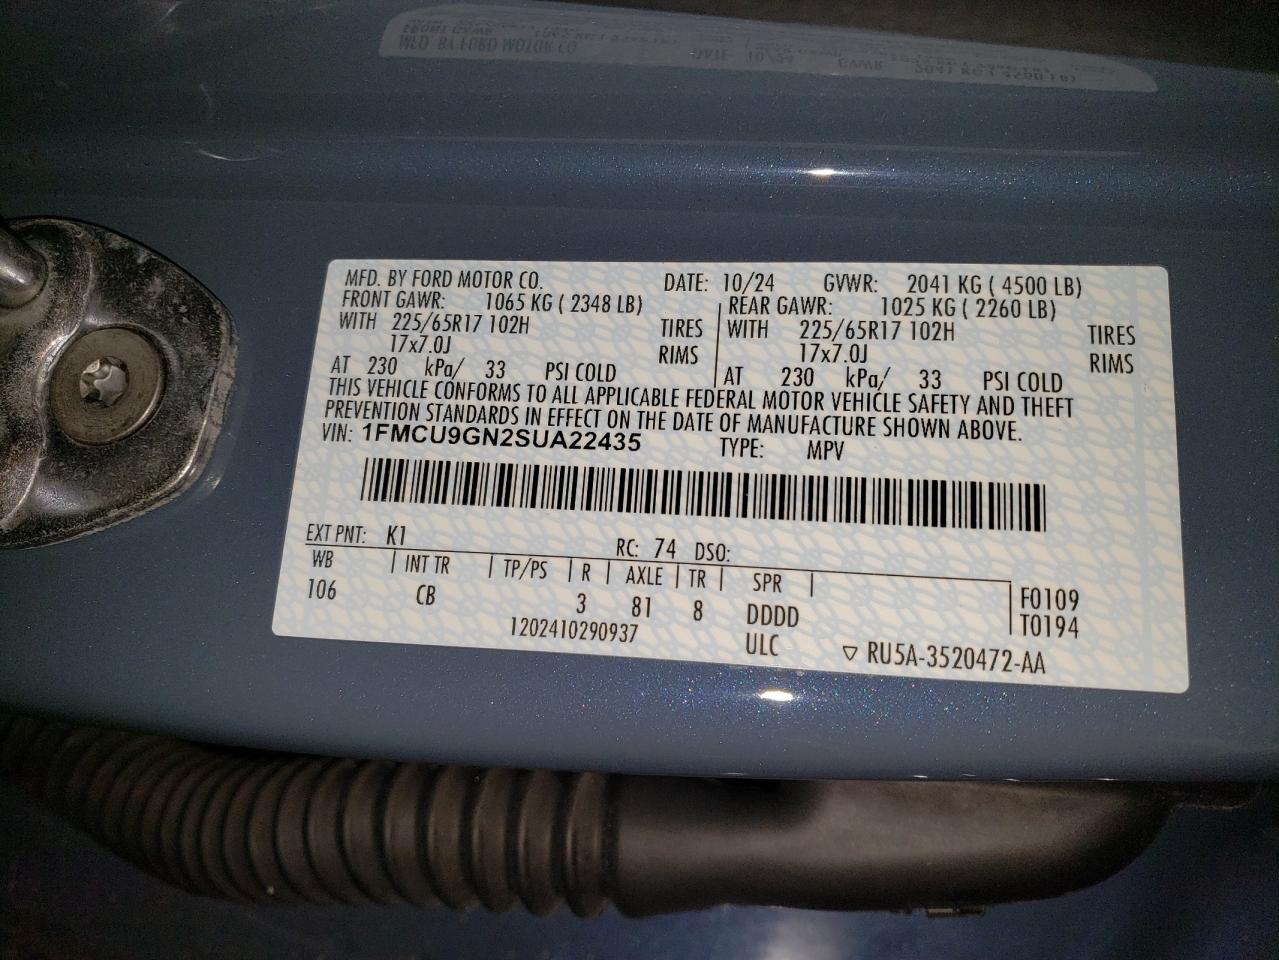 MFD. BY FORD MOTOR CO. DATE: 10/24 GVWR: 2041 KG ( 4500 LB)
FRONT GAWR: 1065 KG ( 2348 LB) REAR GAWR: 1025 KG ( 2260 LB)
WITH 225/65R17 102H TIRES WITH 225/65R17 102H TIRES
17x7.0J RIMS 17x7.0J RIMS
AT 230 kPa/ 33 PSI COLD AT 230 kPa/ 33 PSI COLD
THIS VEHICLE CONFORMS TO ALL APPLICABLE FEDERAL MOTOR VEHICLE SAFETY AND THEFT
PREVENTION STANDARDS IN EFFECT ON THE DATE OF MANUFACTURE SHOWN ABOVE.
VIN: 1FMCU9GN2SUA22435 TYPE: MPV
EXT PNT: K1 RC: 74 DSO:
WB INT TR TP/PS R AXLE TR SPR
106 CB 3 81 8 DDDD F0109
T0194
1202410290937 ULC ▽ RU5A-3520472-AA